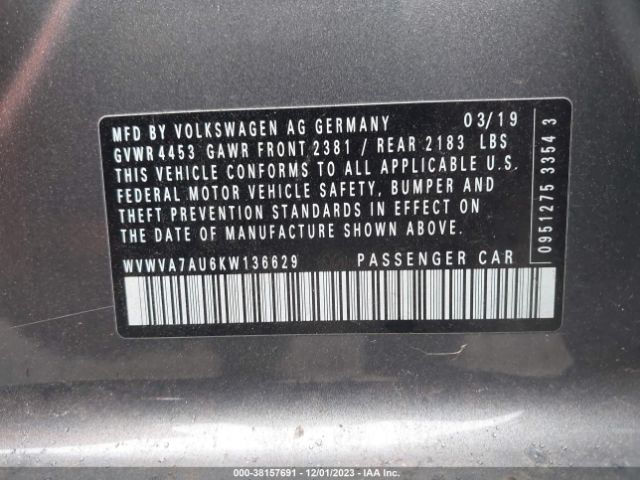 MFD BY VOLKSWAGEN AG GERMANY 03/19
GVWR 4453 GAWR FRONT 2381 / REAR 2183 LBS
THIS VEHICLE CONFORMS TO ALL APPLICABLE U.S.
FEDERAL MOTOR VEHICLE SAFETY, BUMPER AND
THEFT PREVENTION STANDARDS IN EFFECT ON
THE DATE OF MANUFACTURE SHOWN ABOVE.
WVWVA7AU6KW136629 PASSENGER CAR
0951275 33543
000-38157691 - 12/01/2023 - IAA Inc.